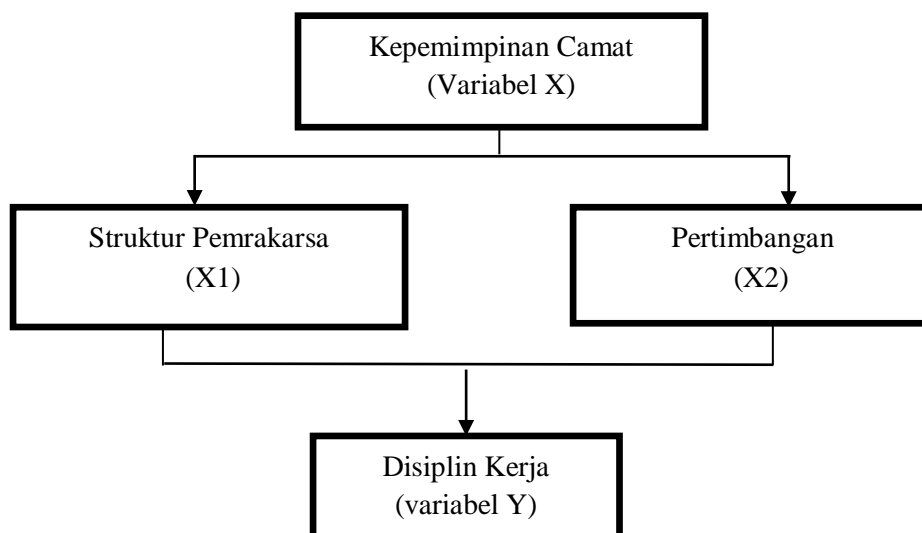 Kepemimpinan Camat
(Variabel X)
Struktur Pemrakarsa
(X1)
Pertimbangan
(X2)
Disiplin Kerja
(variabel Y)